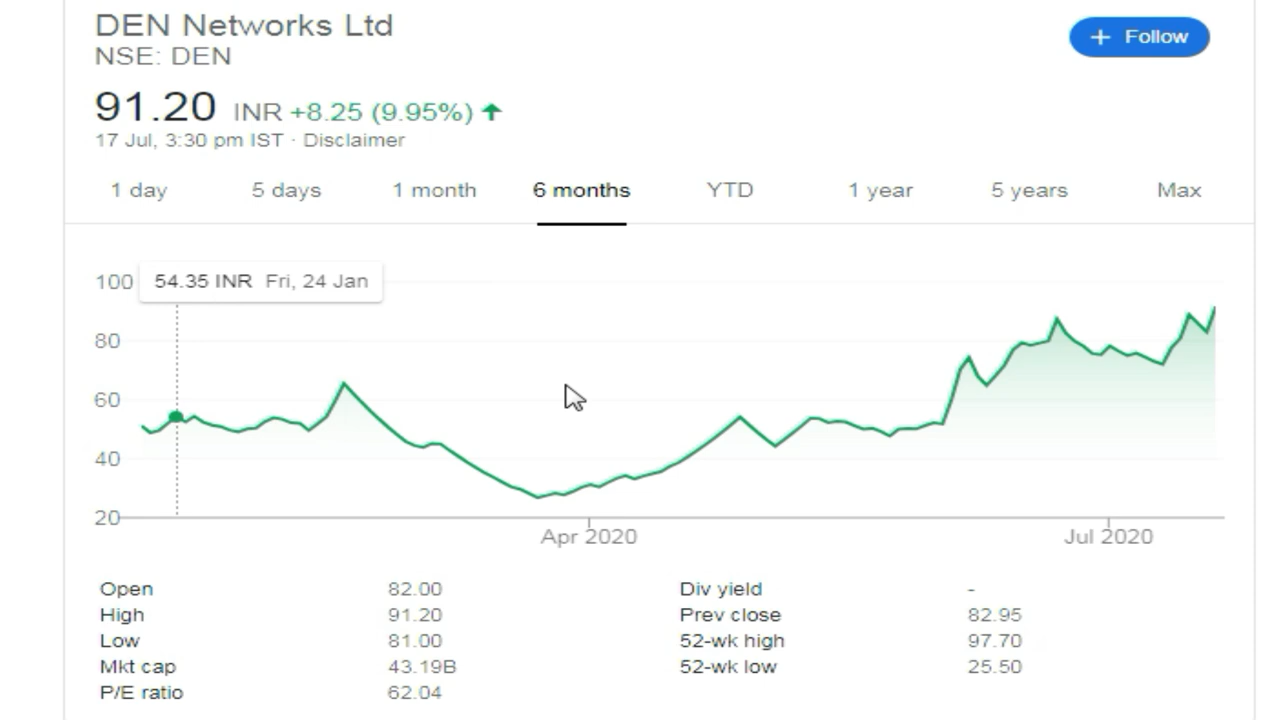 DEN Networks Ltd
NSE: DEN
+ Follow
91.20 INR +8.25 (9.95%)
17 Jul, 3:30 pm IST · Disclaimer
1 day 5 days 1 month 6 months YTD 1 year 5 years Max
54.35 INR Fri, 24 Jan
100
80
60
40
20
Apr 2020 Jul 2020
Open 82.00 Div yield -
High 91.20 Prev close 82.95
Low 81.00 52-wk high 97.70
Mkt cap 43.19B 52-wk low 25.50
P/E ratio 62.04